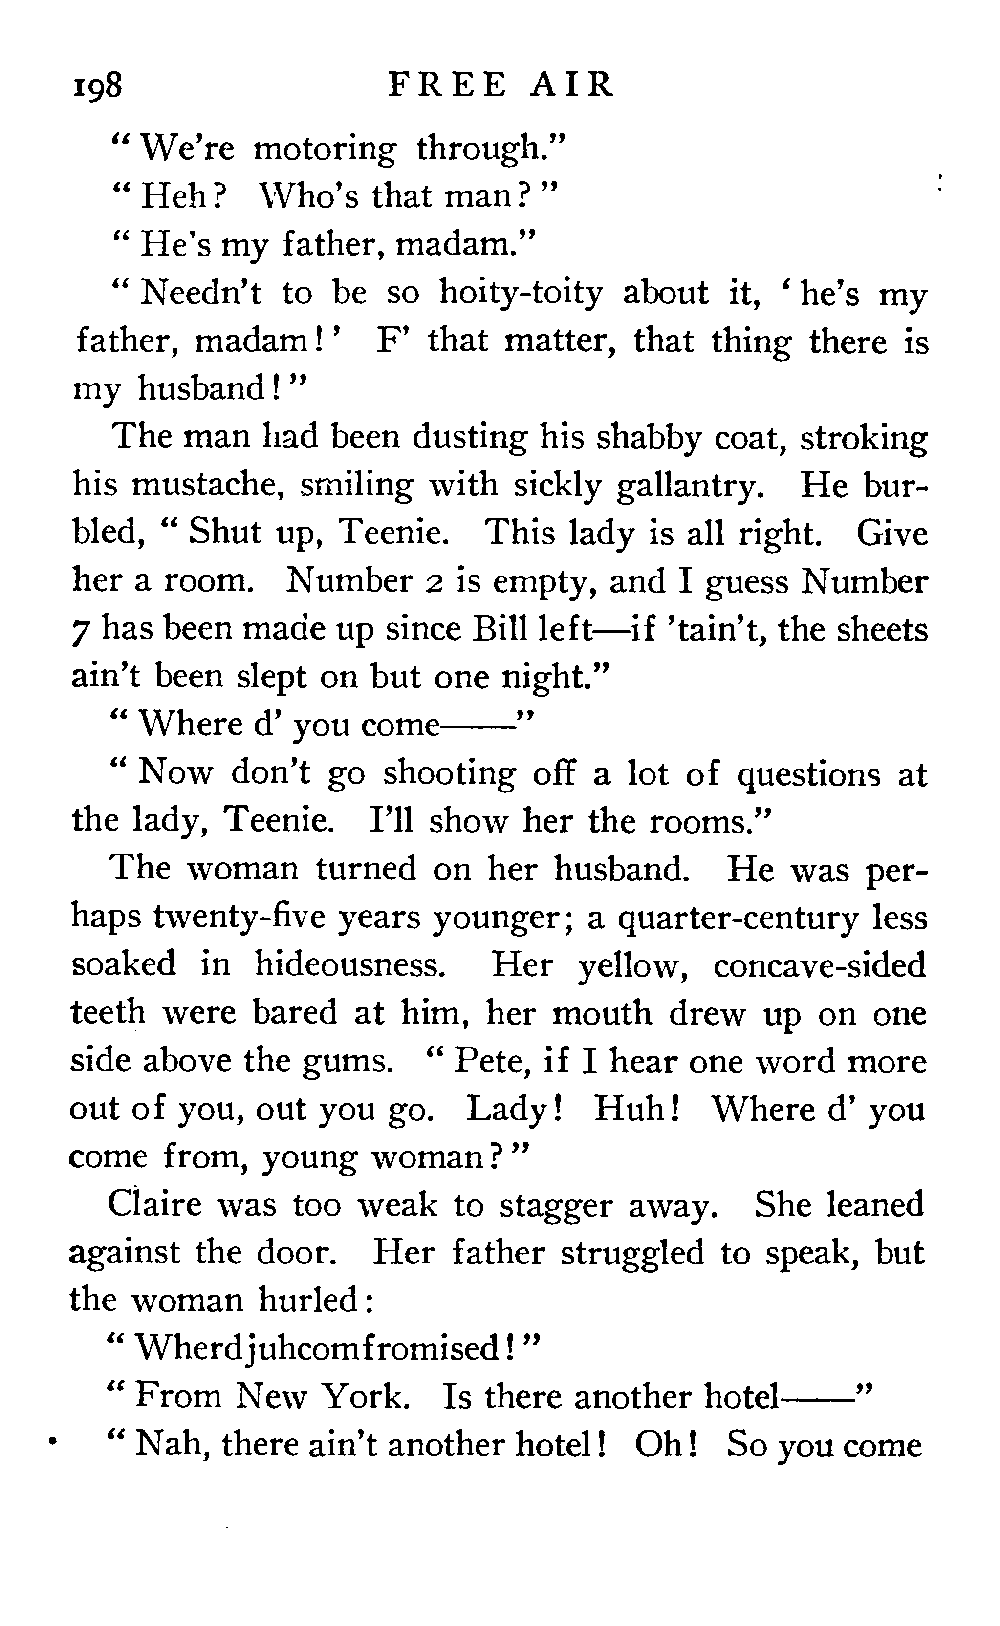 198 FREE AIR
" We're motoring through."
" Heh? Who's that man? "
" He's my father, madam."
" Needn't to be so hoity-toity about it, ' he's my
father, madam! ' F' that matter, that thing there is
my husband! "
The man had been dusting his shabby coat, stroking
his mustache, smiling with sickly gallantry. He bur-
bled, " Shut up, Teenie. This lady is all right. Give
her a room. Number 2 is empty, and I guess Number
7 has been made up since Bill left—if 'tain't, the sheets
ain't been slept on but one night."
" Where d' you come——"
" Now don't go shooting off a lot of questions at
the lady, Teenie. I'll show her the rooms."
The woman turned on her husband. He was per-
haps twenty-five years younger; a quarter-century less
soaked in hideousness. Her yellow, concave-sided
teeth were bared at him, her mouth drew up on one
side above the gums. " Pete, if I hear one word more
out of you, out you go. Lady! Huh! Where d' you
come from, young woman? "
Claire was too weak to stagger away. She leaned
against the door. Her father struggled to speak, but
the woman hurled:
" Wherdjuhcomfromised! "
" From New York. Is there another hotel——"
" Nah, there ain't another hotel! Oh! So you come